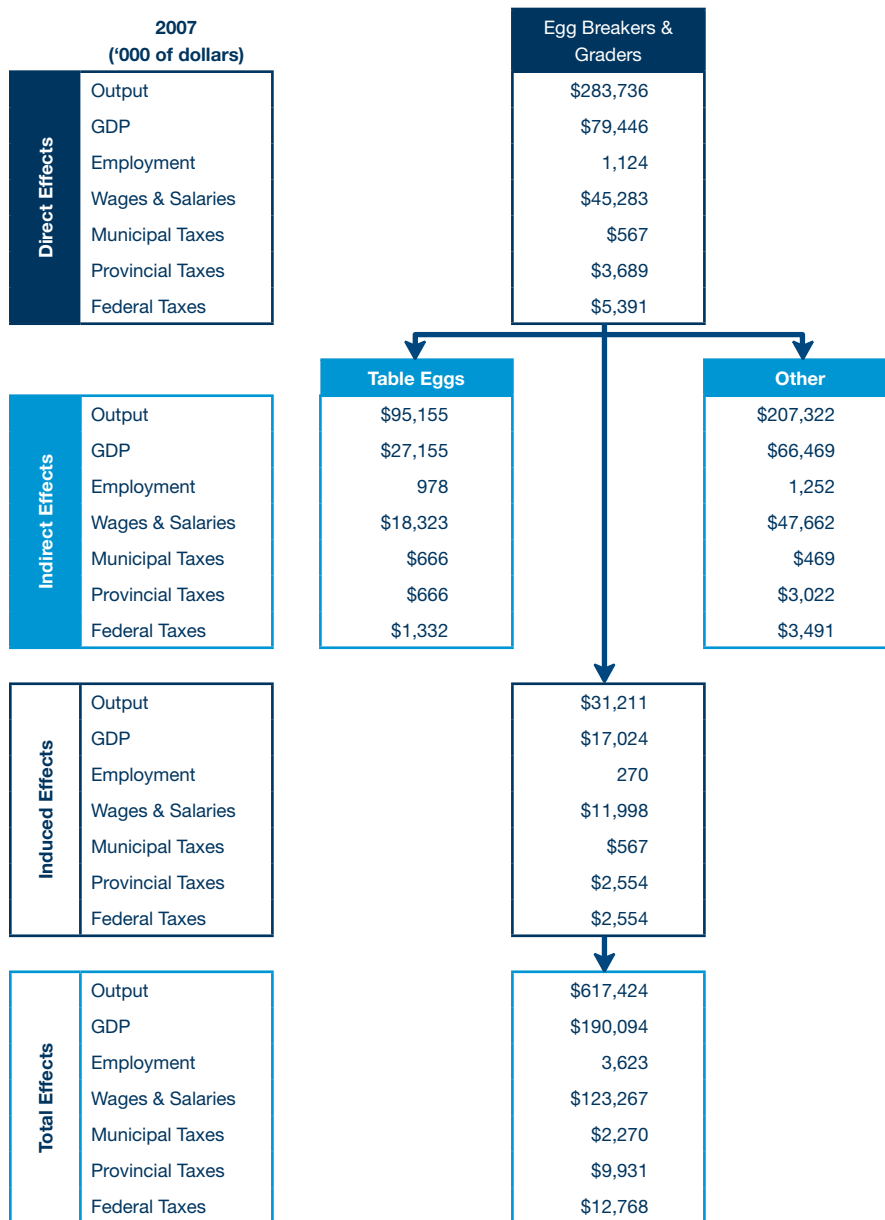 2007
(‘000 of dollars)
Egg Breakers &
Graders
Direct Effects
Output $283,736
GDP $79,446
Employment 1,124
Wages & Salaries $45,283
Municipal Taxes $567
Provincial Taxes $3,689
Federal Taxes $5,391
Table Eggs Other
Indirect Effects
Output $95,155 $207,322
GDP $27,155 $66,469
Employment 978 1,252
Wages & Salaries $18,323 $47,662
Municipal Taxes $666 $469
Provincial Taxes $666 $3,022
Federal Taxes $1,332 $3,491
Induced Effects
Output $31,211
GDP $17,024
Employment 270
Wages & Salaries $11,998
Municipal Taxes $567
Provincial Taxes $2,554
Federal Taxes $2,554
Total Effects
Output $617,424
GDP $190,094
Employment 3,623
Wages & Salaries $123,267
Municipal Taxes $2,270
Provincial Taxes $9,931
Federal Taxes $12,768